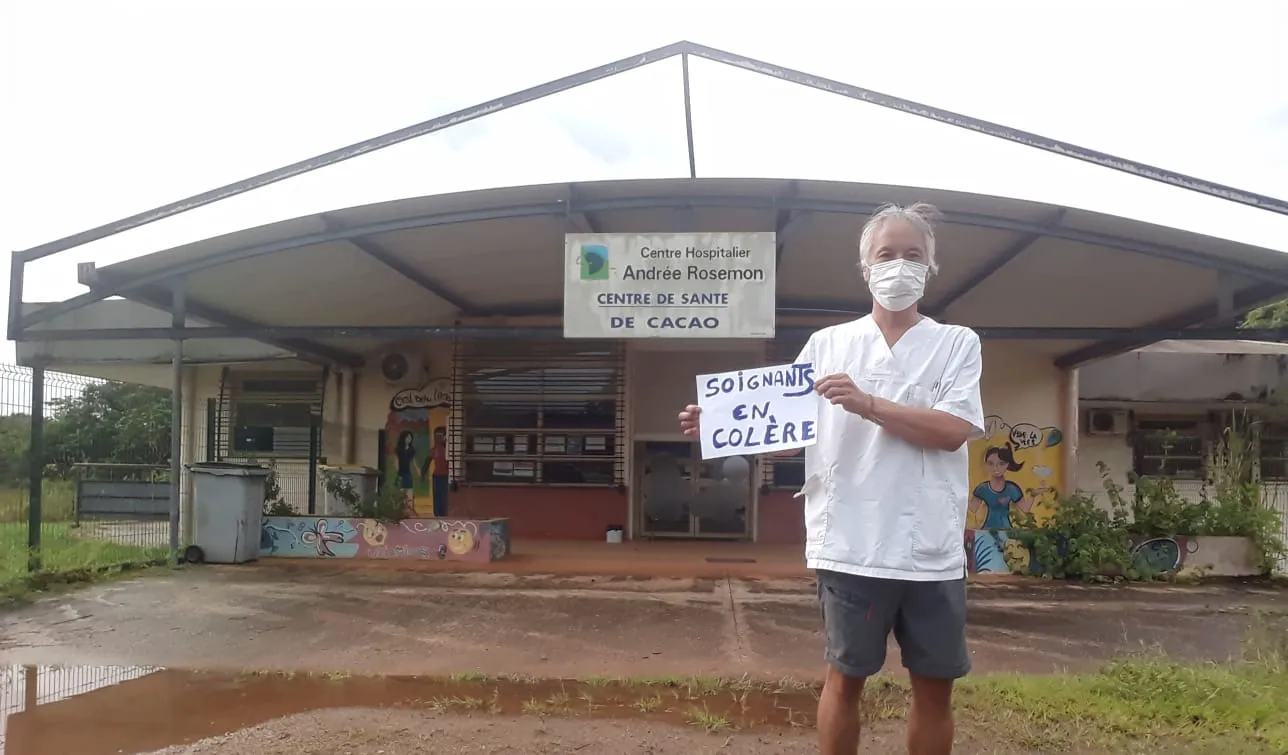 Centre Hospitalier
Andrée Rosemon
CENTRE DE SANTE
DE CACAO
SOIGNANTS
EN
COLÈRE